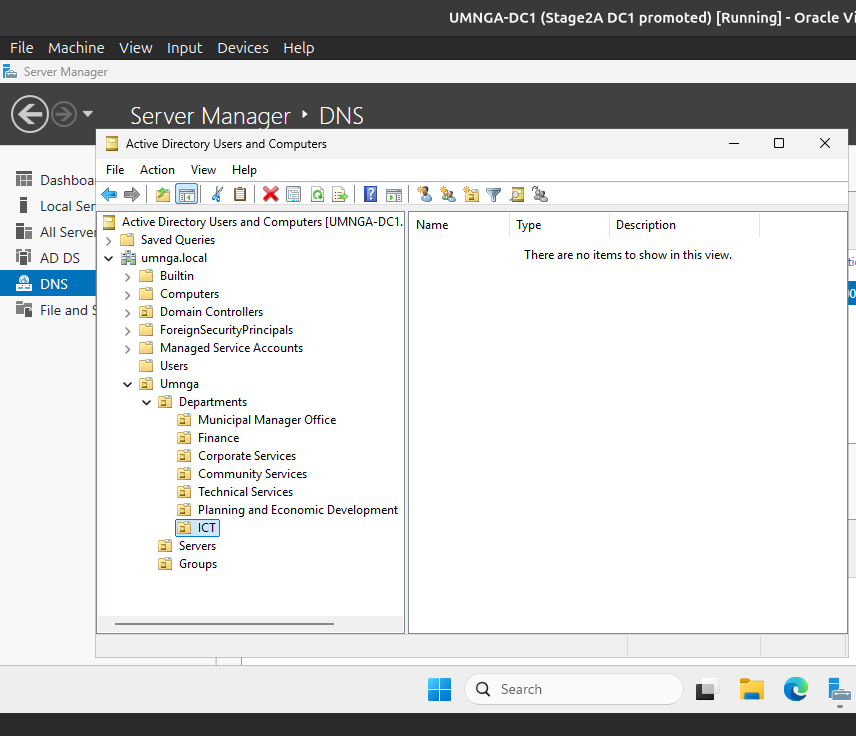 UMNGA-DC1 (Stage2A DC1 promoted) [Running] - Oracle Vi
File Machine View Input Devices Help
Server Manager
Server Manager DNS
Active Directory Users and Computers
File Action View Help
Dashboa
Local Ser
All Server
AD DS
DNS
File and S
Active Directory Users and Computers [UMNGA-DC1.
Saved Queries
umnga.local
Builtin
Computers
Domain Controllers
ForeignSecurityPrincipals
Managed Service Accounts
Users
Umnga
Departments
Municipal Manager Office
Finance
Corporate Services
Community Services
Technical Services
Planning and Economic Development
ICT
Servers
Groups
Name Type Description
There are no items to show in this view.
Search